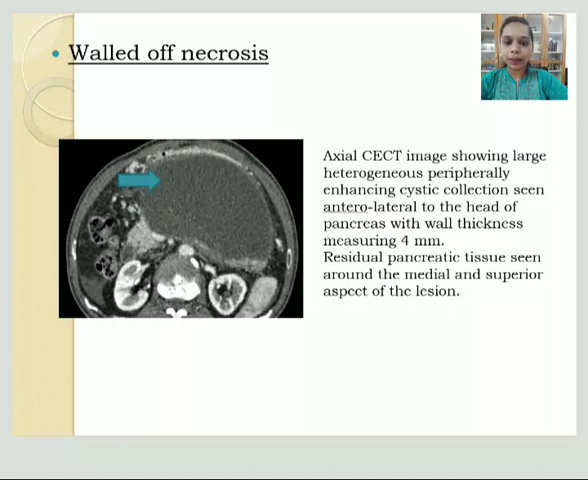 Walled off necrosis
Axial CECT image showing large
heterogeneous peripherally
enhancing cystic collection seen
antero-lateral to the head of
pancreas with wall thickness
measuring 4 mm.
Residual pancreatic tissue seen
around the medial and superior
aspect of the lesion.